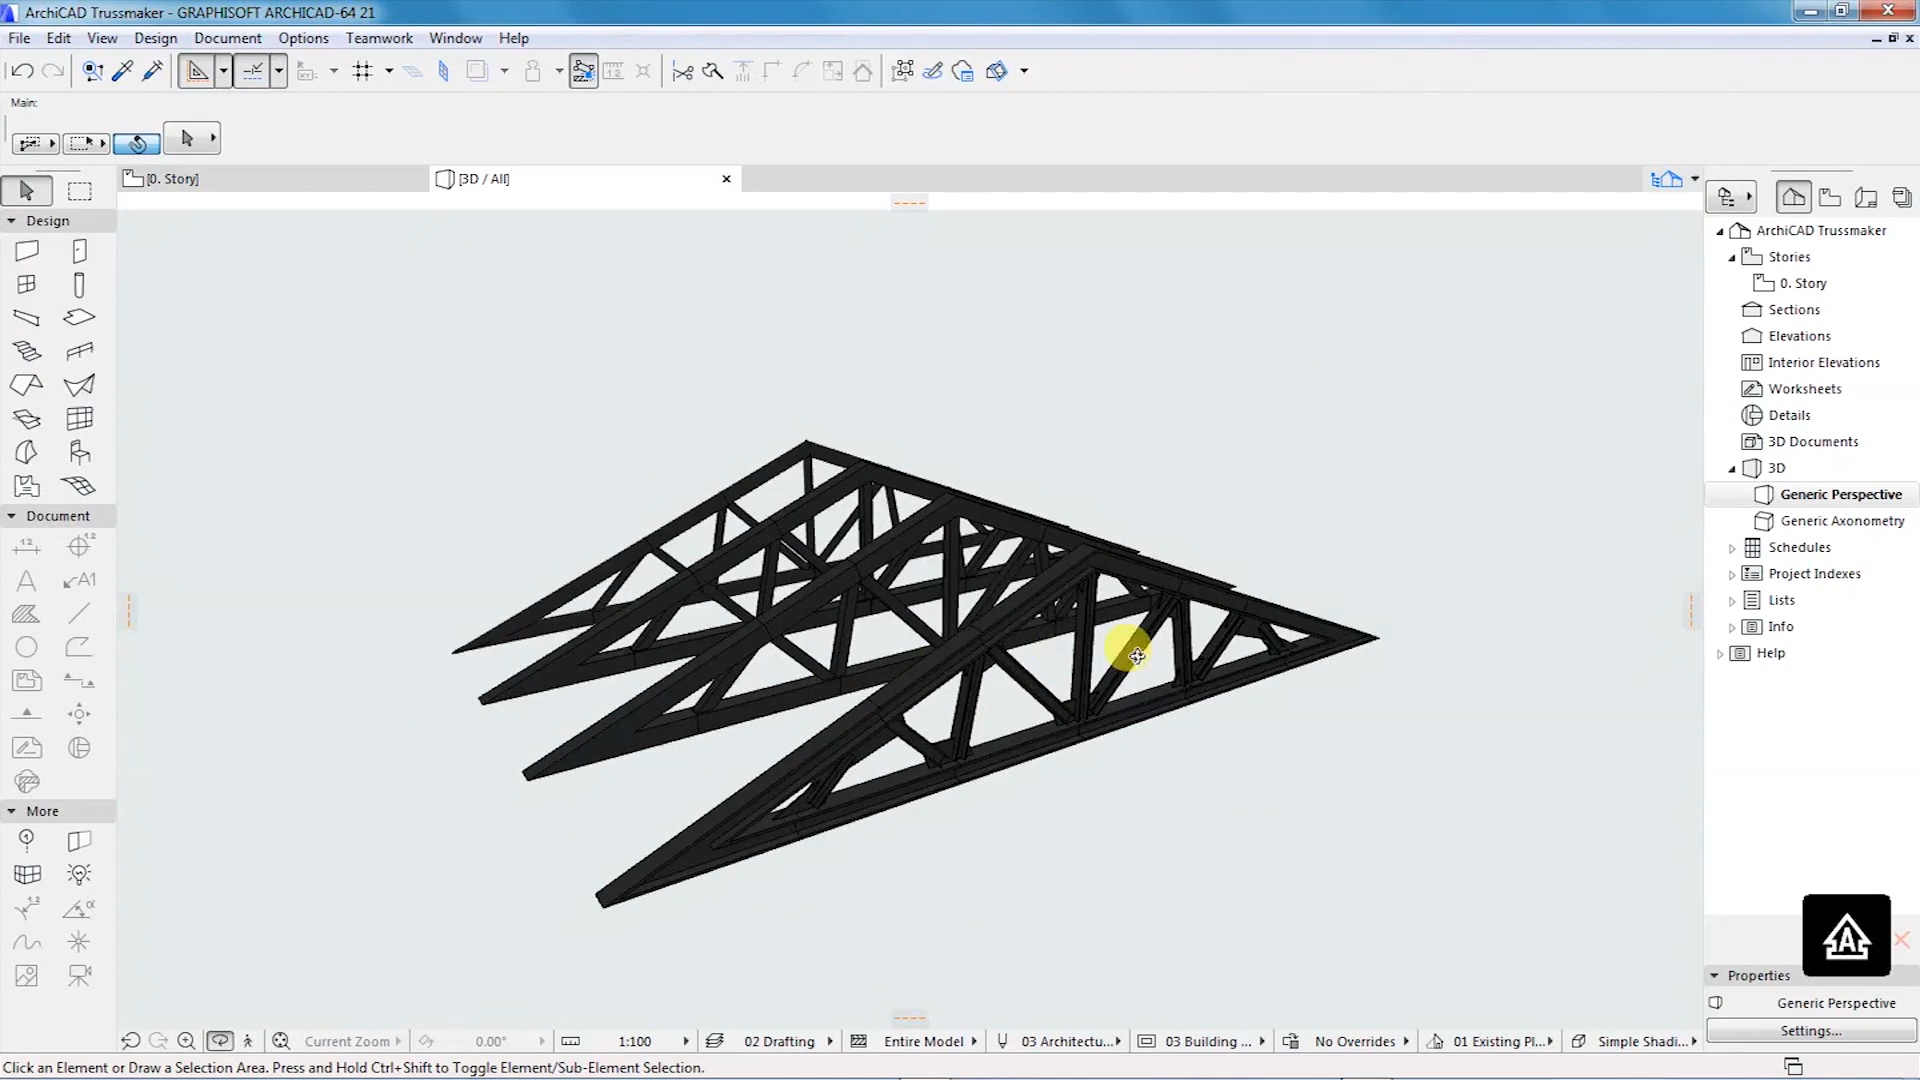 ArchiCAD Trussmaker - GRAPHISOFT ARCHICAD-64 21
File Edit View Design Document Options Teamwork Window Help
Main:
[0. Story] [3D / All]
Design
Document
More
ArchiCAD Trussmaker
Stories
0. Story
Sections
Elevations
Interior Elevations
Worksheets
Details
3D Documents
3D
Generic Perspective
Generic Axonometry
Schedules
Project Indexes
Lists
Info
Help
Properties
Generic Perspective
Settings...
Current Zoom 0.00° 1:100 02 Drafting Entire Model 03 Architectu... 03 Building ... No Overrides 01 Existing Pl... Simple Shadi...
Click an Element or Draw a Selection Area. Press and Hold Ctrl+Shift to Toggle Element/Sub-Element Selection.